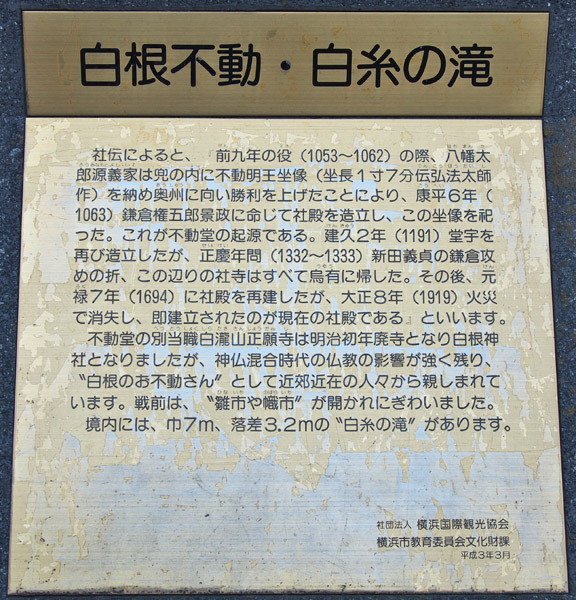 白根不動・白糸の滝
社伝によると、『前九年の役（1053〜1062）の際、八幡太
郎源義家は兜の内に不動明王坐像（坐長1寸7分伝弘法太師
作）を納め奥州に向い勝利を上げたことにより、康平6年（
1063）鎌倉権五郎景政に命じて社殿を造立し、この坐像を祀
った。これが不動堂の起源である。建久2年（1191）堂宇を
再び造立したが、正慶年間（1332〜1333）新田義貞の鎌倉攻
めの折、この辺りの社寺はすべて烏有に帰した。その後、元
禄7年（1694）に社殿を再建したが、大正8年（1919）火災
で消失し、即建立されたのが現在の社殿である』といいます。
不動堂の別当職白瀧山正願寺は明治初年廃寺となり白根神
社となりましたが、神仏混合時代の仏教の影響が強く残り、
“白根のお不動さん”として近郊近在の人々から親しまれて
います。戦前は、“雛市や幟市”が開かれにぎわいました。
境内には、巾7m、落差3.2mの“白糸の滝”があります。
社団法人 横浜国際観光協会
横浜市教育委員会文化財課
平成3年3月